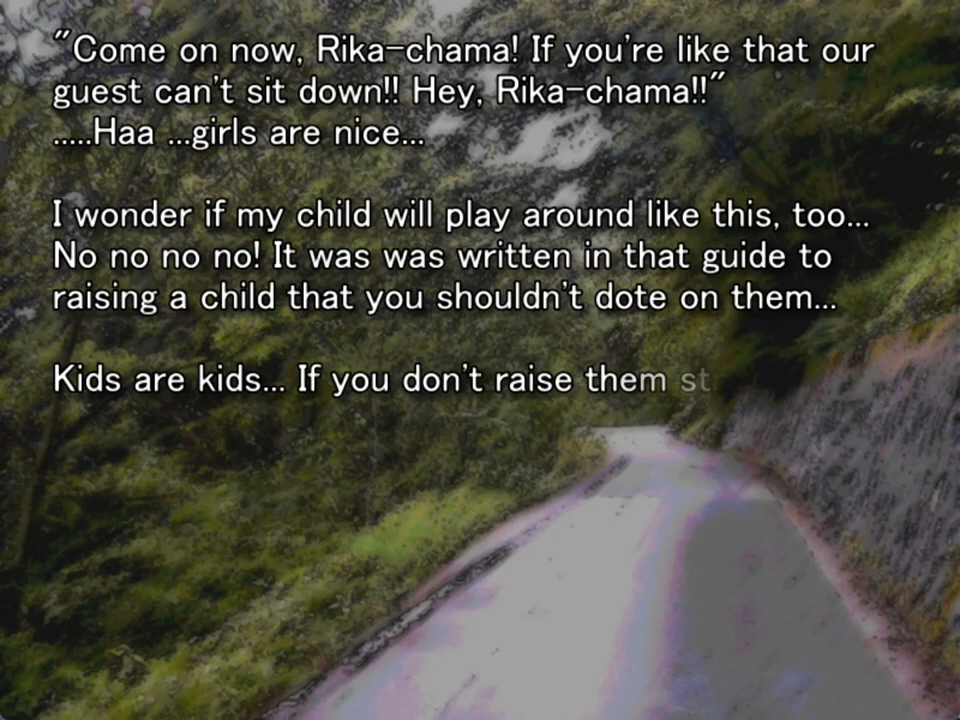 "Come on now, Rika-chama! If you're like that our
guest can't sit down!! Hey, Rika-chama!!"
.....Haa ...girls are nice...
I wonder if my child will play around like this, too...
No no no no! It was was written in that guide to
raising a child that you shouldn't dote on them...
Kids are kids... If you don't raise them st